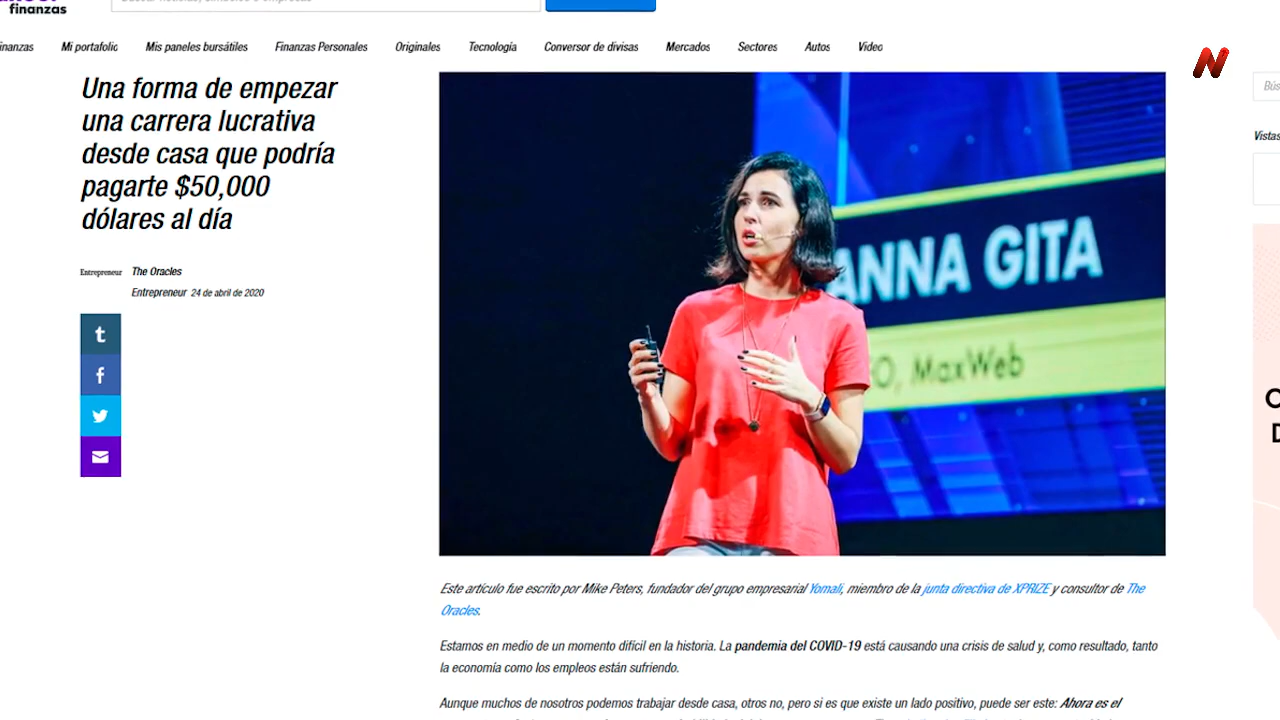 finanzas
Mi portafolio
Mis paneles bursátiles
Finanzas Personales
Originales
Tecnología
Conversor de divisas
Mercados
Sectores
Autos
Video
Una forma de empezar
una carrera lucrativa
desde casa que podría
pagarte $50,000
dólares al día
Entrepreneur
The Oracles
Entrepreneur 24 de abril de 2020
t
f
ANNA GITA
MaxWeb
N
Vistas
Este artículo fue escrito por Mike Peters, fundador del grupo empresarial Yomali, miembro de la junta directiva de XPRIZE y consultor de The
Oracles.
Estamos en medio de un momento difícil en la historia. La pandemia del COVID-19 está causando una crisis de salud y, como resultado, tanto
la economía como los empleos están sufriendo.
Aunque muchos de nosotros podemos trabajar desde casa, otros no, pero si es que existe un lado positivo, puede ser este: Ahora es el